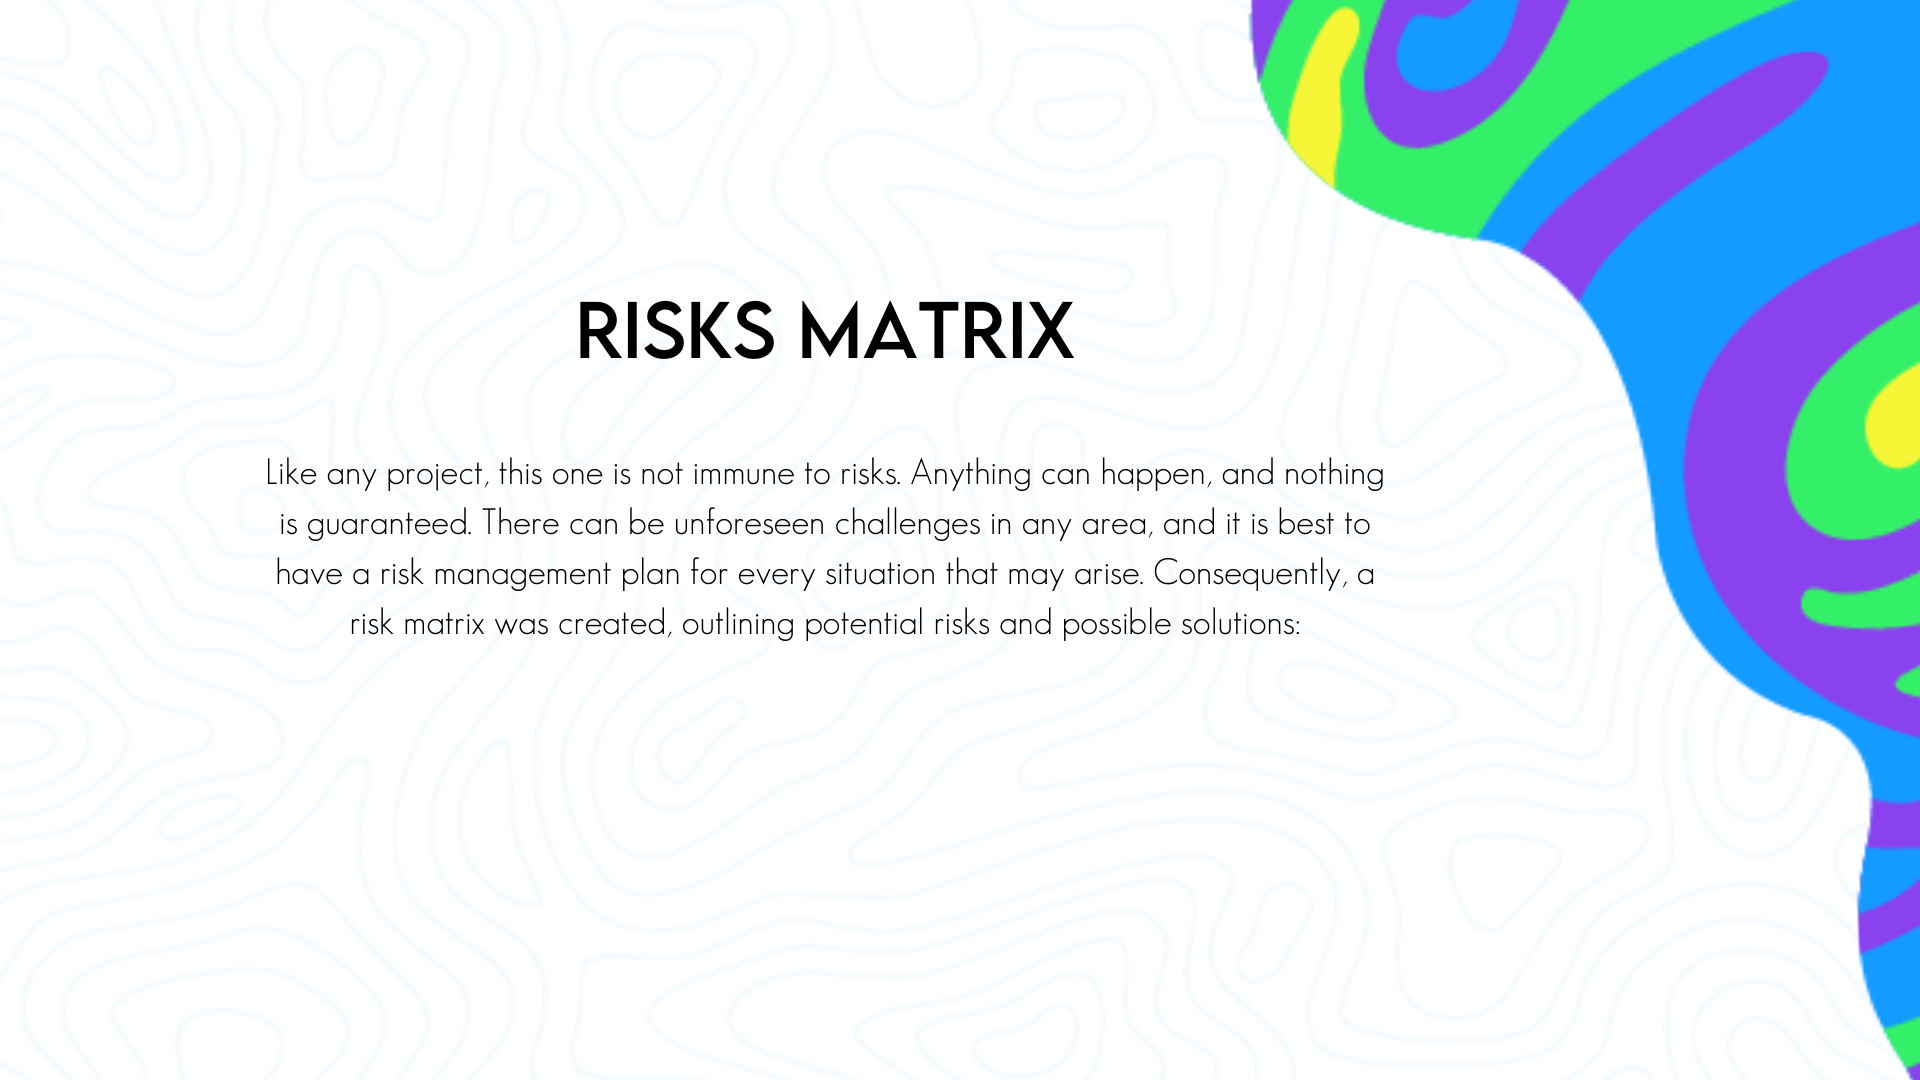 RISKS MATRIX
Like any project, this one is not immune to risks. Anything can happen, and nothing
is guaranteed. There can be unforeseen challenges in any area, and it is best to
have a risk management plan for every situation that may arise. Consequently, a
risk matrix was created, outlining potential risks and possible solutions: